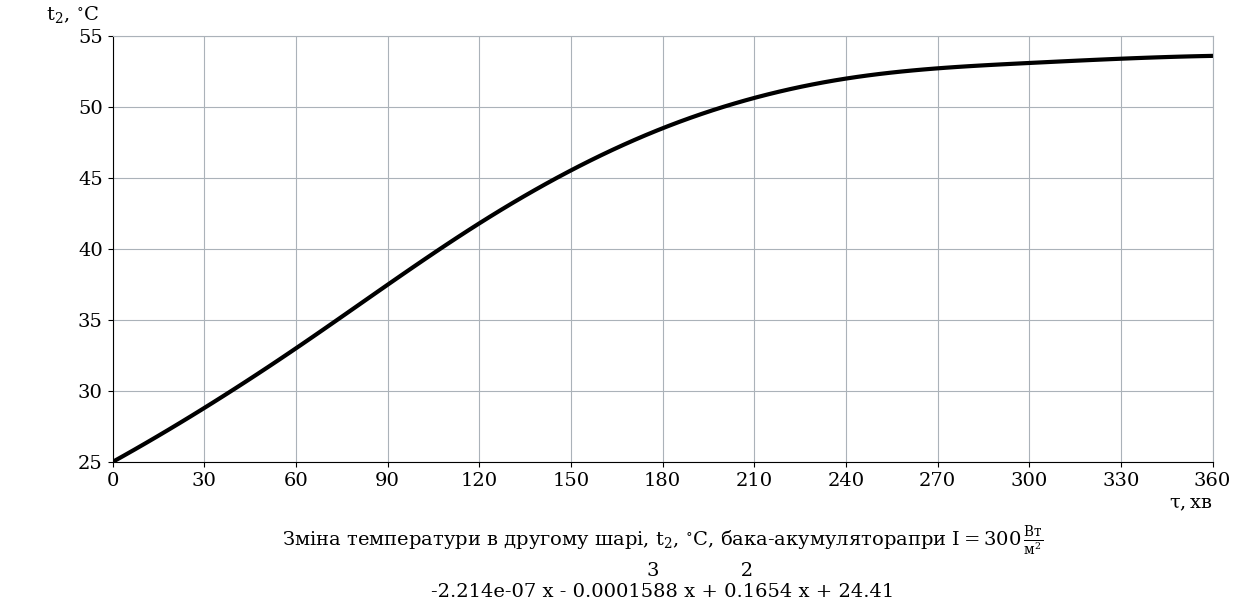 t₂, °C
55
50
45
40
35
30
25
0 30 60 90 120 150 180 210 240 270 300 330 360
τ, хв
Зміна температури в другому шарі, t₂, °C, бака-акумуляторапри I = 300 Вт/м²
3 2
-2.214e-07 x - 0.0001588 x + 0.1654 x + 24.41